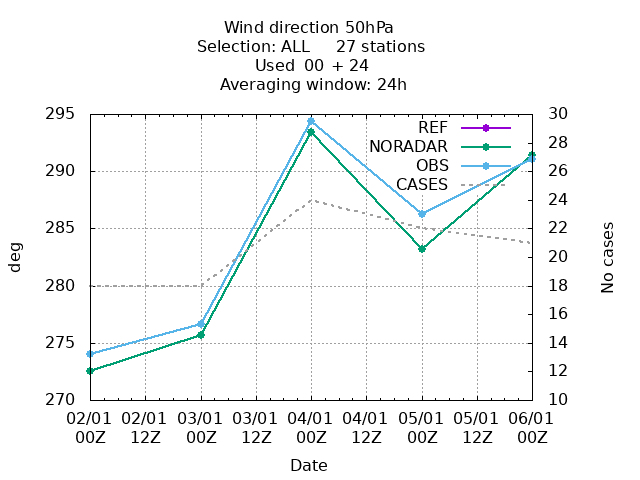 Wind direction 50hPa
Selection: ALL 27 stations
Used 00 + 24
Averaging window: 24h
295 30
REF 28
NORADAR
290 OBS 26
CASES 24
285 22
20
280 18
16
275 14
12
270 10
deg
No cases
02/01 02/01 03/01 03/01 04/01 04/01 05/01 05/01 06/01
00Z 12Z 00Z 12Z 00Z 12Z 00Z 12Z 00Z
Date